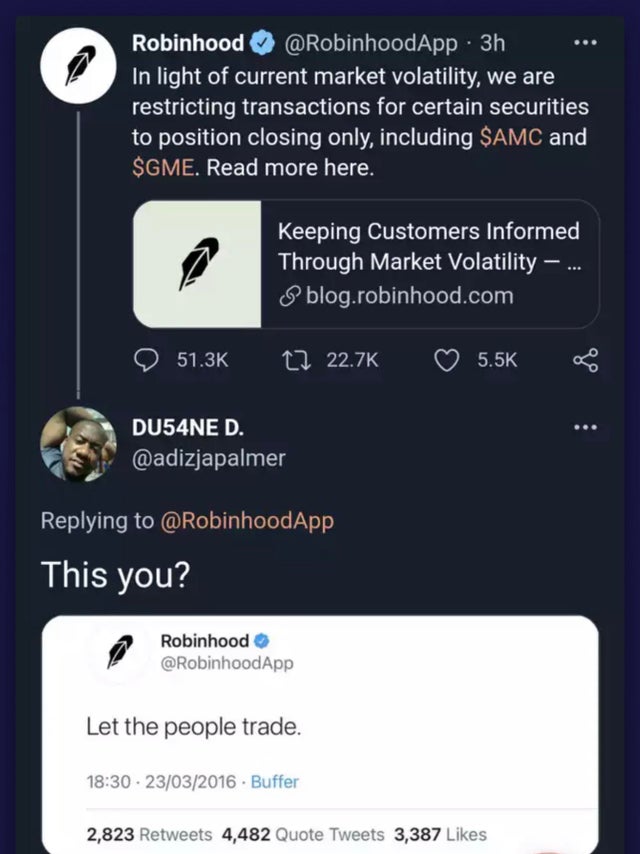 Robinhood @RobinhoodApp · 3h
In light of current market volatility, we are
restricting transactions for certain securities
to position closing only, including $AMC and
$GME. Read more here.
Keeping Customers Informed
Through Market Volatility — ...
blog.robinhood.com
51.3K 22.7K 5.5K
DU54NE D.
@adizjapalmer
Replying to @RobinhoodApp
This you?
Robinhood
@RobinhoodApp
Let the people trade.
18:30 · 23/03/2016 · Buffer
2,823 Retweets 4,482 Quote Tweets 3,387 Likes